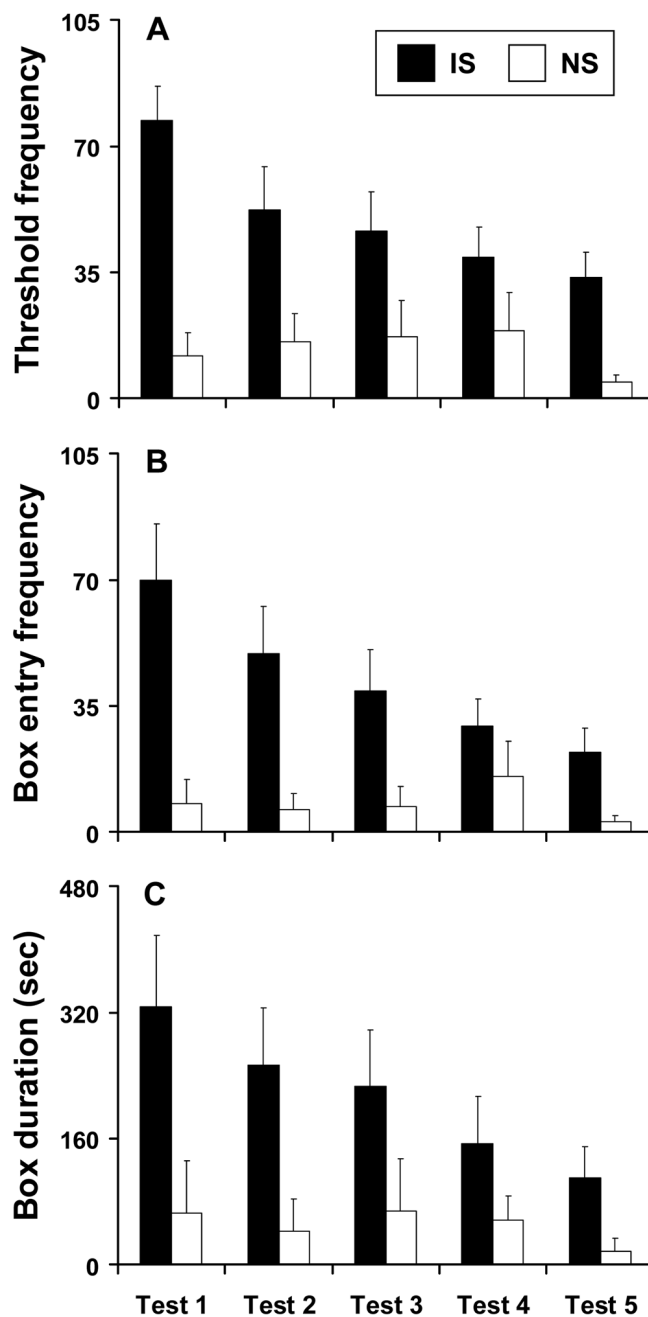 A
IS NS
Threshold frequency
105
70
35
0
B
Box entry frequency
105
70
35
0
C
Box duration (sec)
480
320
160
0
Test 1 Test 2 Test 3 Test 4 Test 5